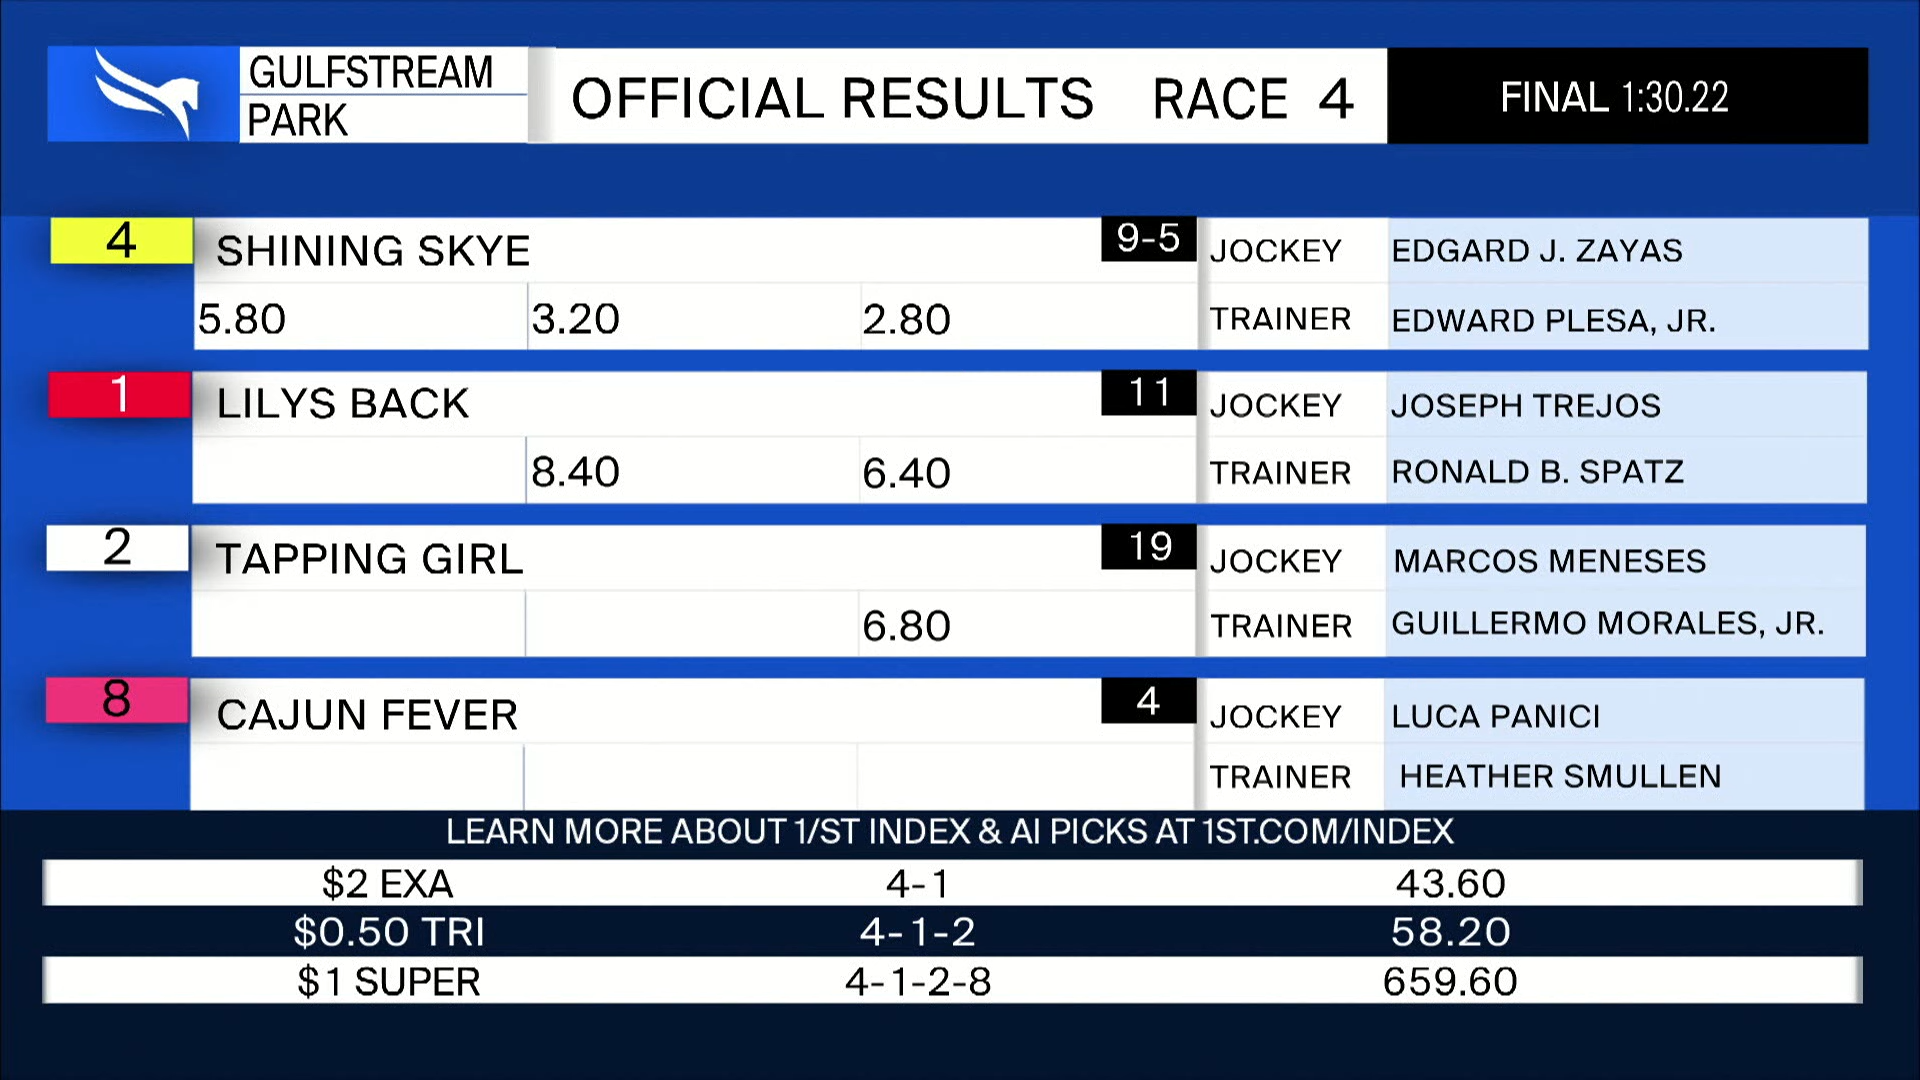 GULFSTREAM
PARK
OFFICIAL RESULTS RACE 4
FINAL 1:30.22
4 SHINING SKYE 9-5 JOCKEY EDGARD J. ZAYAS
5.80 3.20 2.80 TRAINER EDWARD PLESA, JR.
1 LILYS BACK 11 JOCKEY JOSEPH TREJOS
8.40 6.40 TRAINER RONALD B. SPATZ
2 TAPPING GIRL 19 JOCKEY MARCOS MENESES
6.80 TRAINER GUILLERMO MORALES, JR.
8 CAJUN FEVER 4 JOCKEY LUCA PANICI
TRAINER HEATHER SMULLEN
LEARN MORE ABOUT 1/ST INDEX & AI PICKS AT 1ST.COM/INDEX
$2 EXA 4-1 43.60
$0.50 TRI 4-1-2 58.20
$1 SUPER 4-1-2-8 659.60